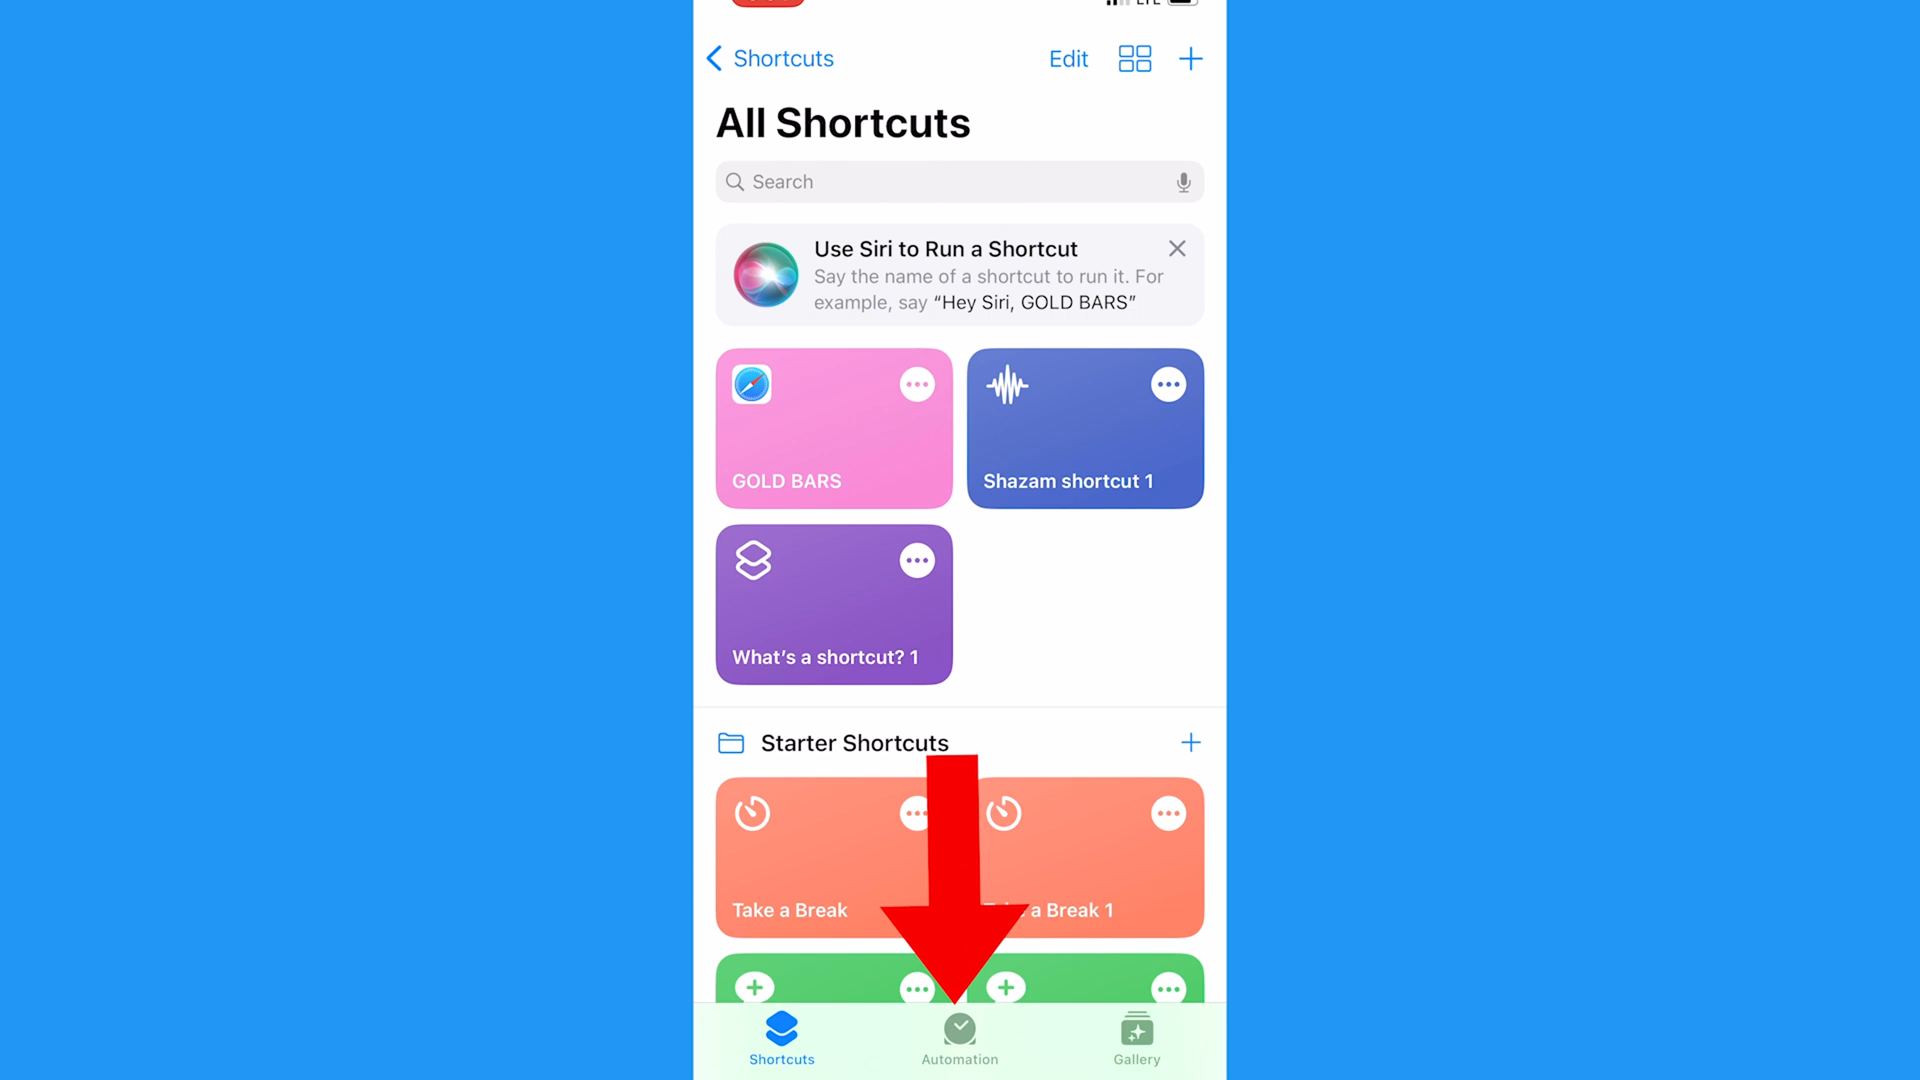 Shortcuts
Edit
All Shortcuts
Search
Use Siri to Run a Shortcut
Say the name of a shortcut to run it. For
example, say “Hey Siri, GOLD BARS”
GOLD BARS
Shazam shortcut 1
What’s a shortcut? 1
Starter Shortcuts
Take a Break
a Break 1
Shortcuts
Automation
Gallery